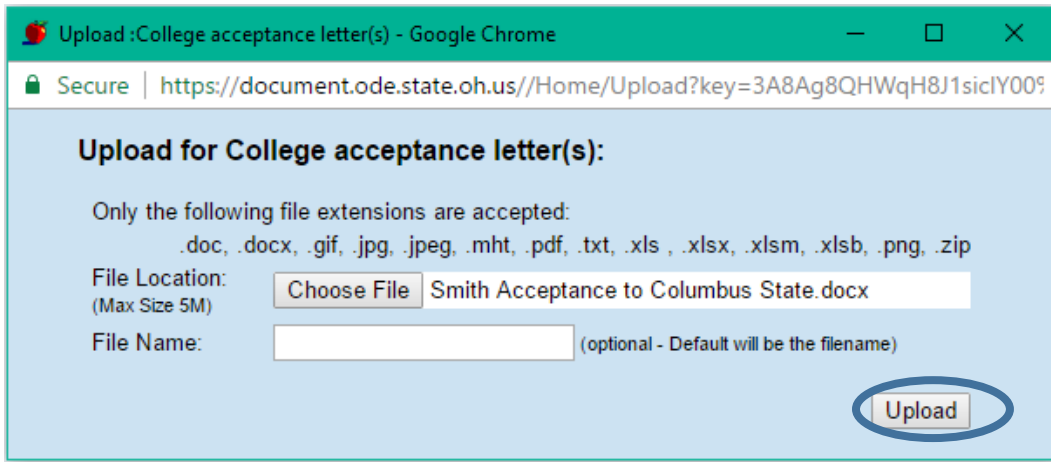 Upload :College acceptance letter(s) - Google Chrome
Secure | https://document.ode.state.oh.us//Home/Upload?key=3A8Ag8QHWqH8J1siclY009
Upload for College acceptance letter(s):
Only the following file extensions are accepted:
.doc, .docx, .gif, .jpg, .jpeg, .mht, .pdf, .txt, .xls , .xlsx, .xlsm, .xlsb, .png, .zip
File Location: Choose File Smith Acceptance to Columbus State.docx
(Max Size 5M)
File Name: (optional - Default will be the filename)
Upload